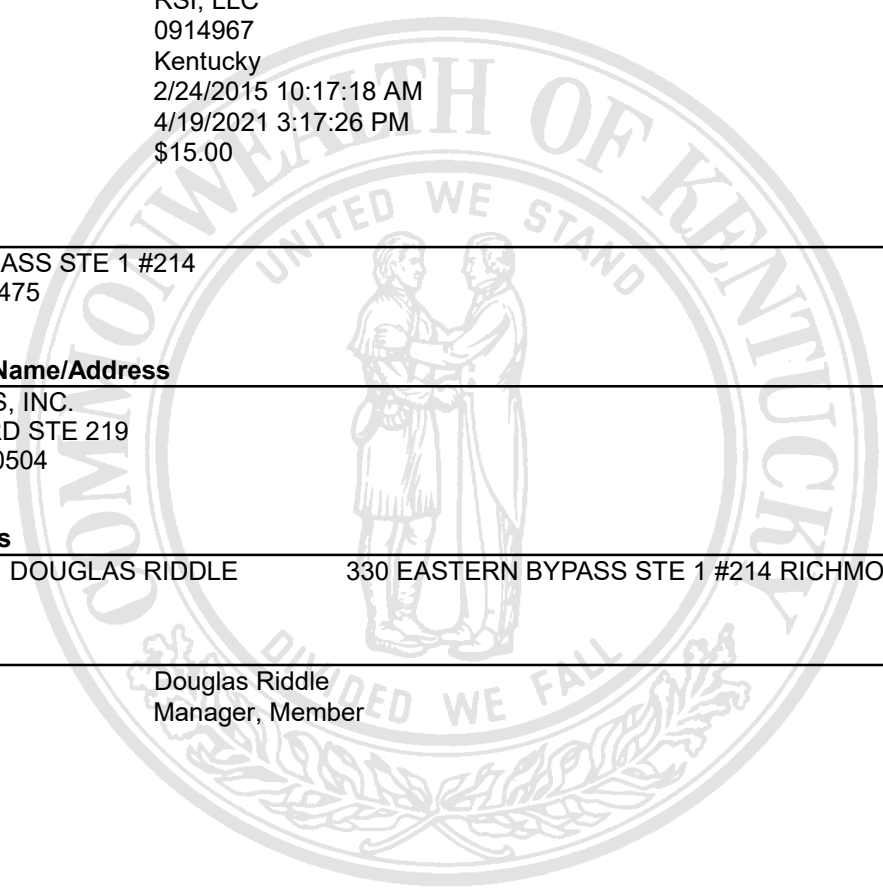 RSI, LLC
0914967
Kentucky
2/24/2015 10:17:18 AM
4/19/2021 3:17:26 PM
$15.00
COMMONWEALTH OF KENTUCKY
UNITED WE STAND
ASS STE 1 #214
475
Name/Address
S, INC.
RD STE 219
0504
s
DOUGLAS RIDDLE 330 EASTERN BYPASS STE 1 #214 RICHMO
DIVIDED WE FALL
Douglas Riddle
Manager, Member